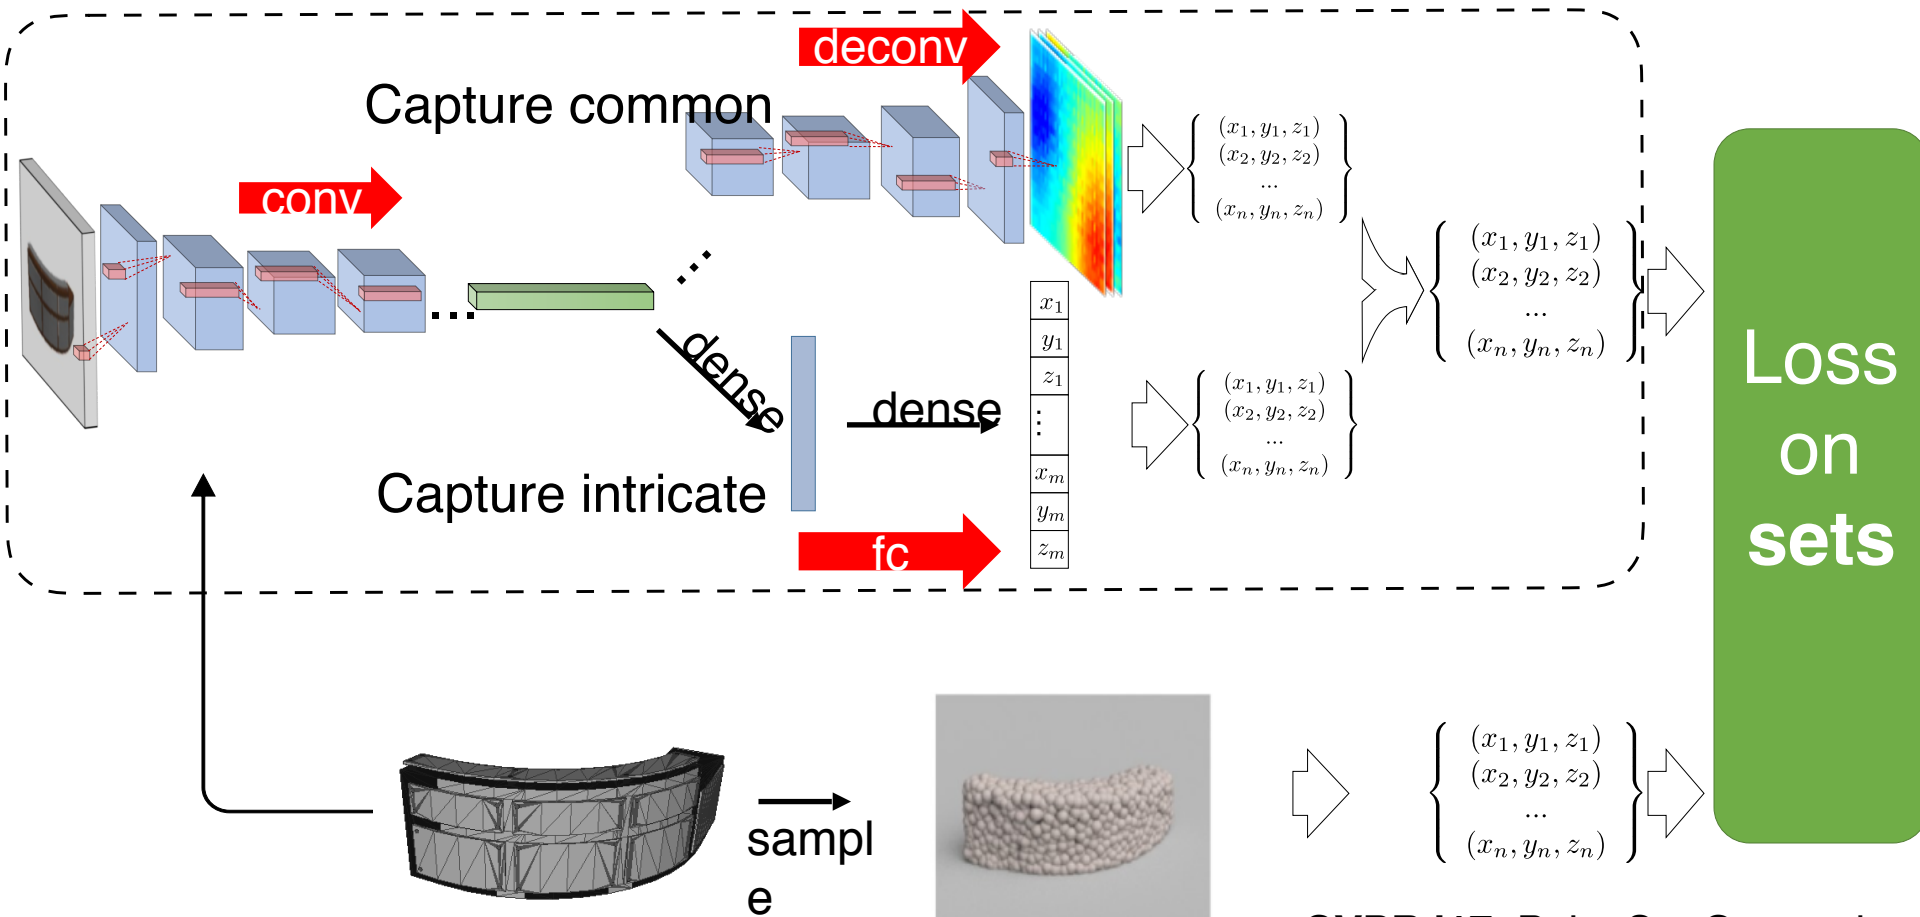 deconv
Capture common
conv
(x₁, y₁, z₁)
(x₂, y₂, z₂)
...
(xₙ, yₙ, zₙ)
(x₁, y₁, z₁)
(x₂, y₂, z₂)
...
(xₙ, yₙ, zₙ)
x₁
y₁
z₁
⋮
xₘ
yₘ
zₘ
dense
dense
(x₁, y₁, z₁)
(x₂, y₂, z₂)
...
(xₙ, yₙ, zₙ)
Capture intricate
fc
Loss
on
sets
sampl
e
(x₁, y₁, z₁)
(x₂, y₂, z₂)
...
(xₙ, yₙ, zₙ)